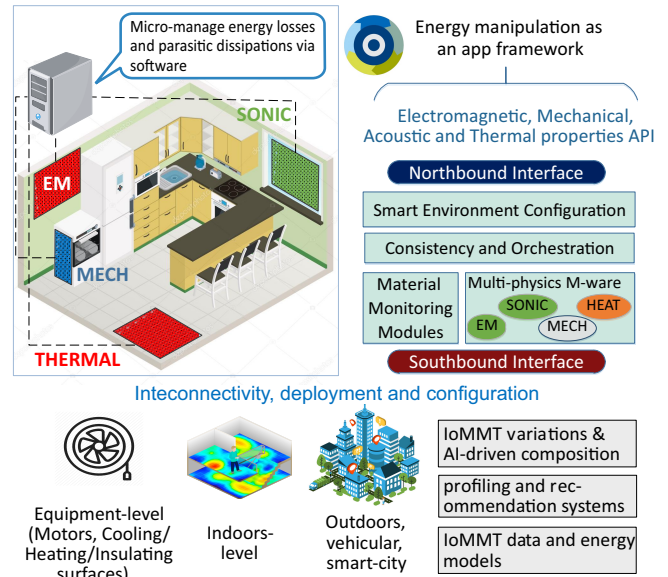 Micro-manage energy losses
and parasitic dissipations via
software
SONIC
EM
MECH
THERMAL
Energy manipulation as
an app framework
Electromagnetic, Mechanical,
Acoustic and Thermal properties API
Northbound Interface
Smart Environment Configuration
Consistency and Orchestration
Material
Monitoring
Modules
Multi-physics M-ware
SONIC
HEAT
EM
MECH
Southbound Interface
Inteconnectivity, deployment and configuration
Equipment-level
(Motors, Cooling/
Heating/Insulating
surfaces)
Indoors-
level
Outdoors,
vehicular,
smart-city
IoMMT variations &
AI-driven composition
profiling and rec-
ommendation systems
IoMMT data and energy
models